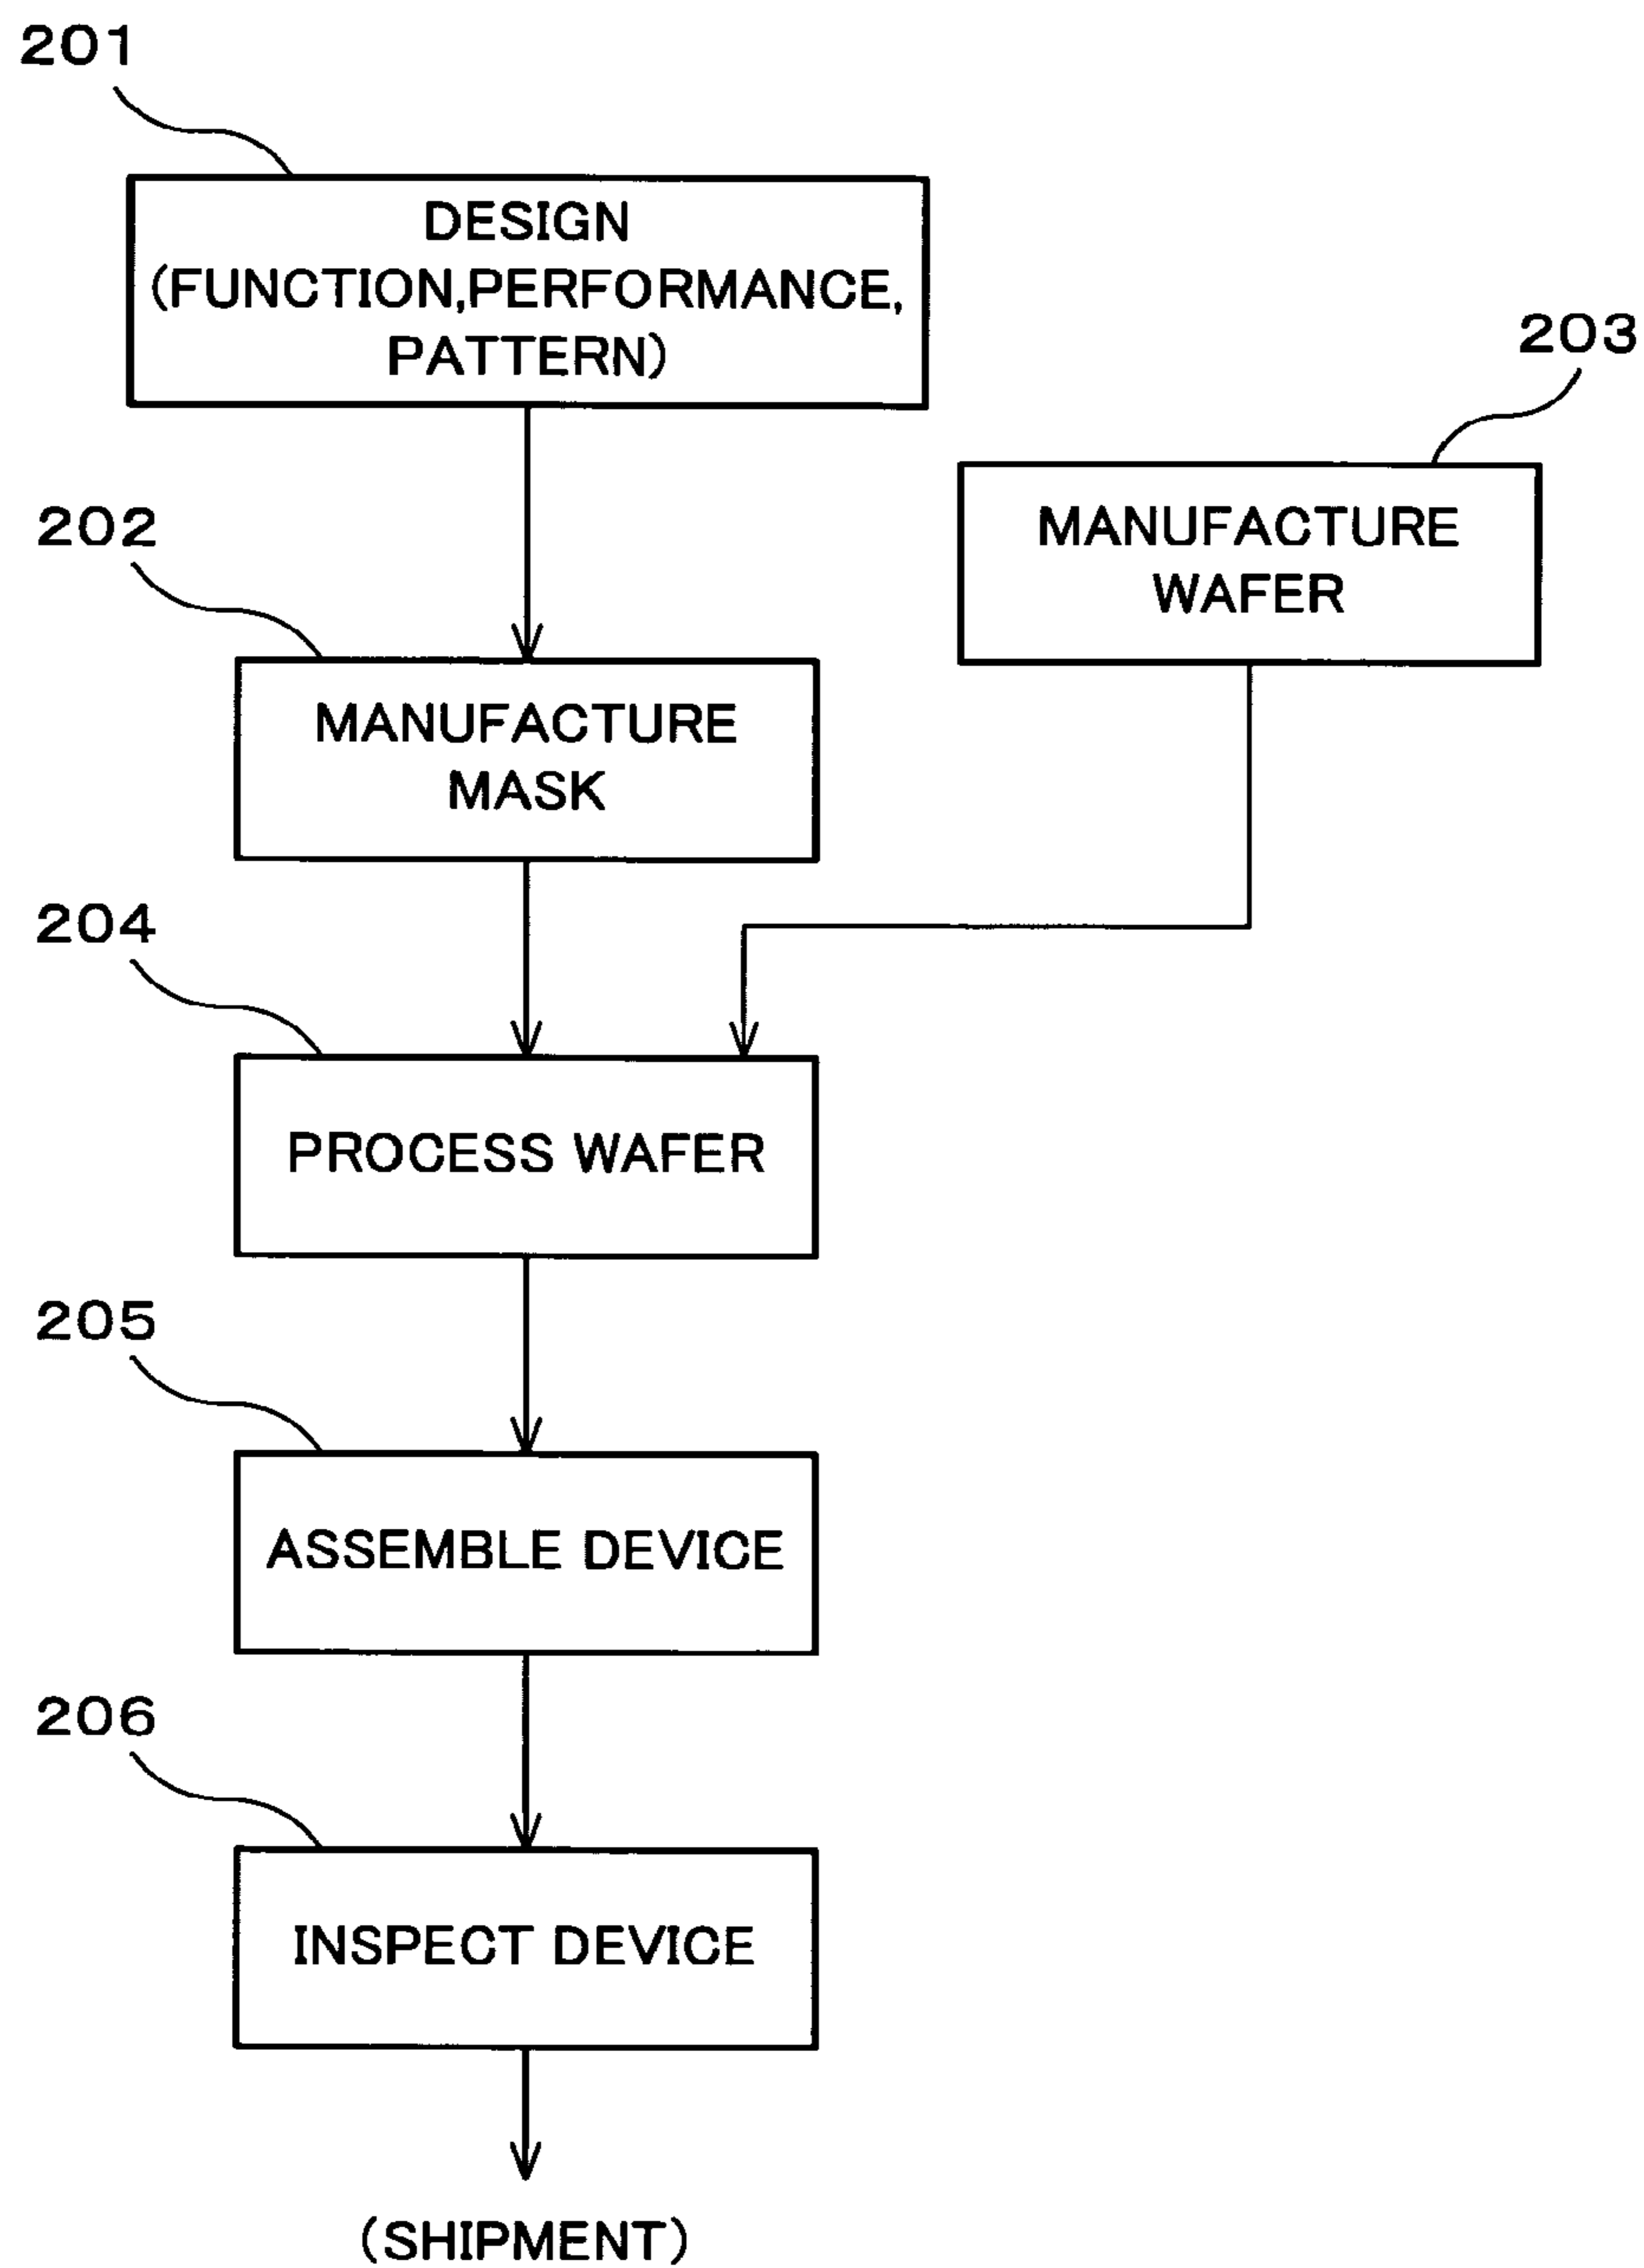 201
DESIGN
(FUNCTION,PERFORMANCE,
PATTERN)
203
MANUFACTURE
WAFER
202
MANUFACTURE
MASK
204
PROCESS WAFER
205
ASSEMBLE DEVICE
206
INSPECT DEVICE
(SHIPMENT)